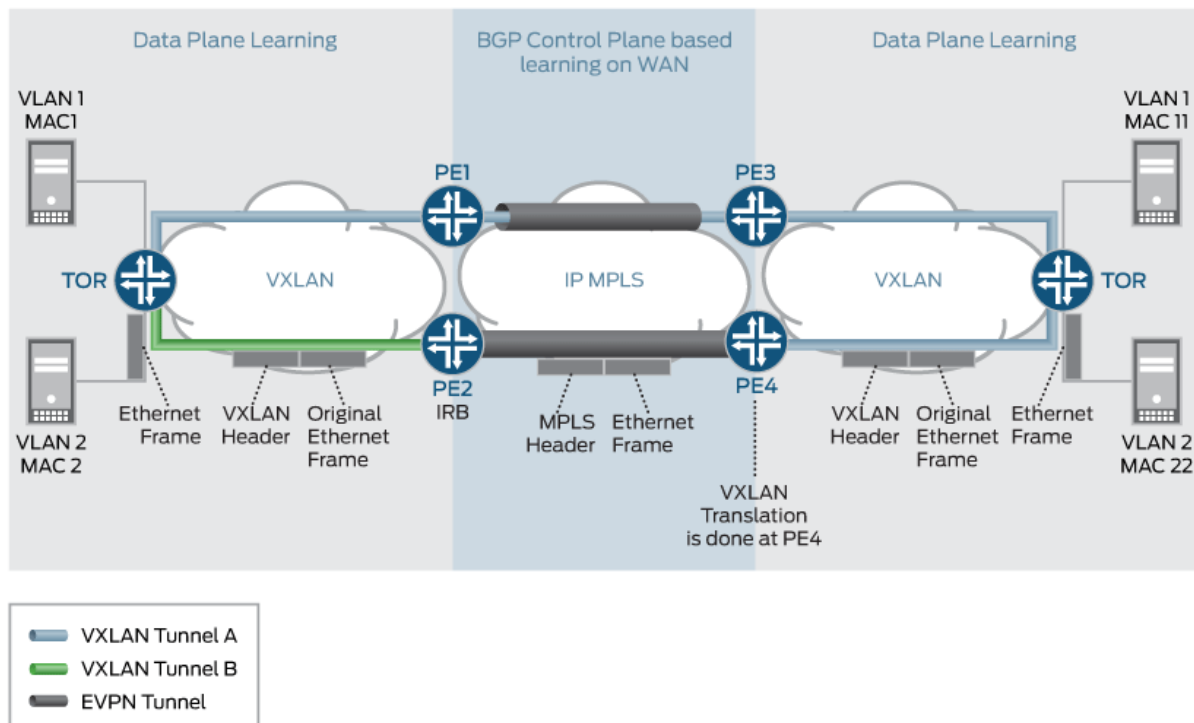 Data Plane Learning
BGP Control Plane based
learning on WAN
Data Plane Learning
VLAN 1
MAC1
VLAN 1
MAC 11
PE1
PE3
TOR
VXLAN
IP MPLS
VXLAN
TOR
PE2
IRB
PE4
VLAN 2
MAC 2
Ethernet
Frame
VXLAN
Header
Original
Ethernet
Frame
MPLS
Header
Ethernet
Frame
VXLAN
Header
Original
Ethernet
Frame
Ethernet
Frame
VLAN 2
MAC 22
VXLAN
Translation
is done at PE4
VXLAN Tunnel A
VXLAN Tunnel B
EVPN Tunnel